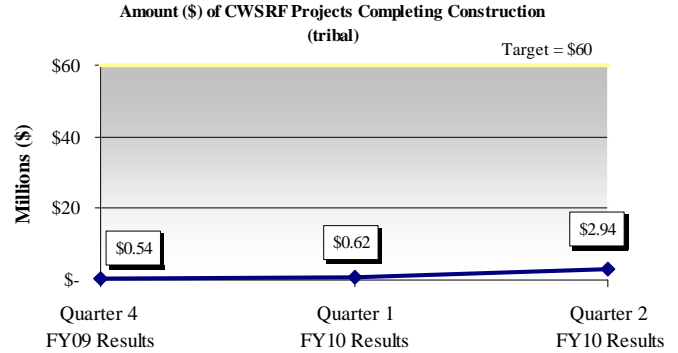 Amount ($) of CWSRF Projects Completing Construction
(tribal)
Target = $60
Millions ($)
$60
$40
$20
$-
$0.54
$0.62
$2.94
Quarter 4
FY09 Results
Quarter 1
FY10 Results
Quarter 2
FY10 Results